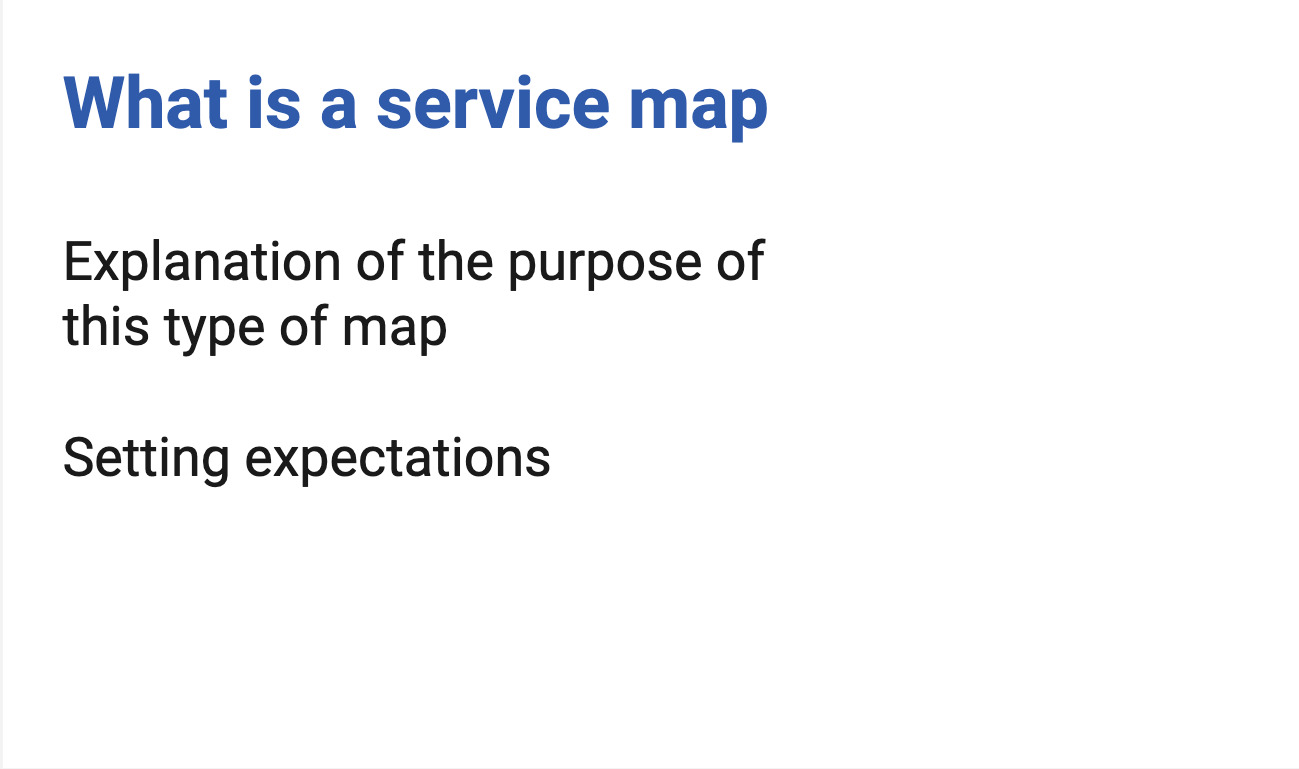 What is a service map
Explanation of the purpose of
this type of map
Setting expectations